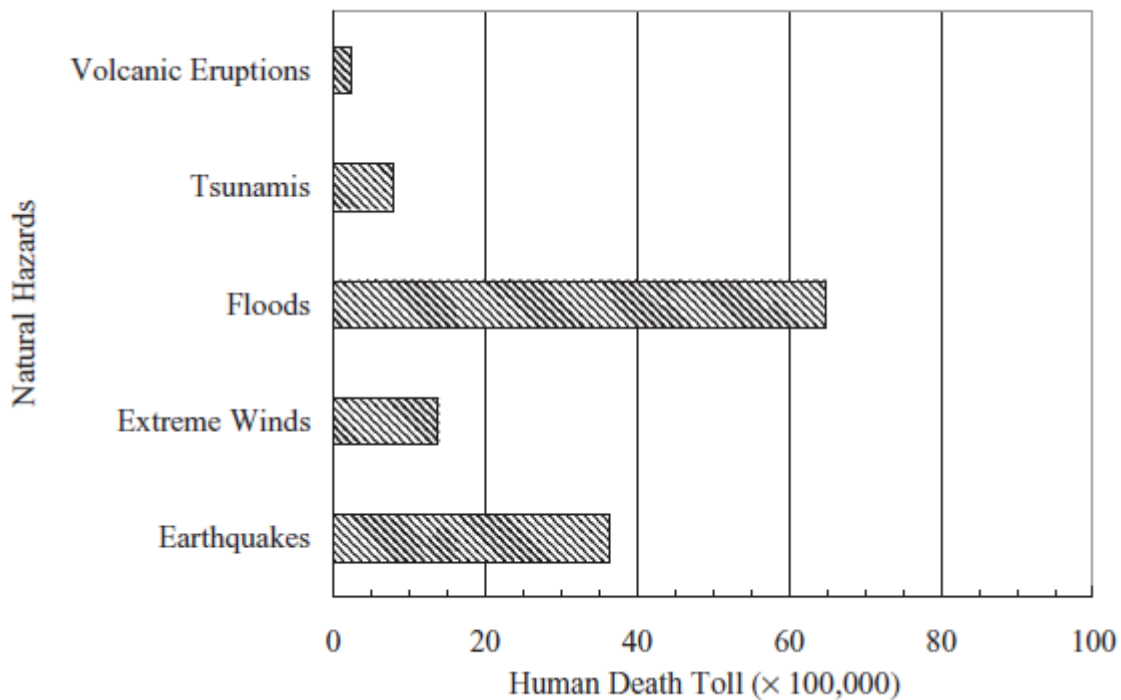 Natural Hazards
Volcanic Eruptions
Tsunamis
Floods
Extreme Winds
Earthquakes
0 20 40 60 80 100
Human Death Toll (× 100,000)